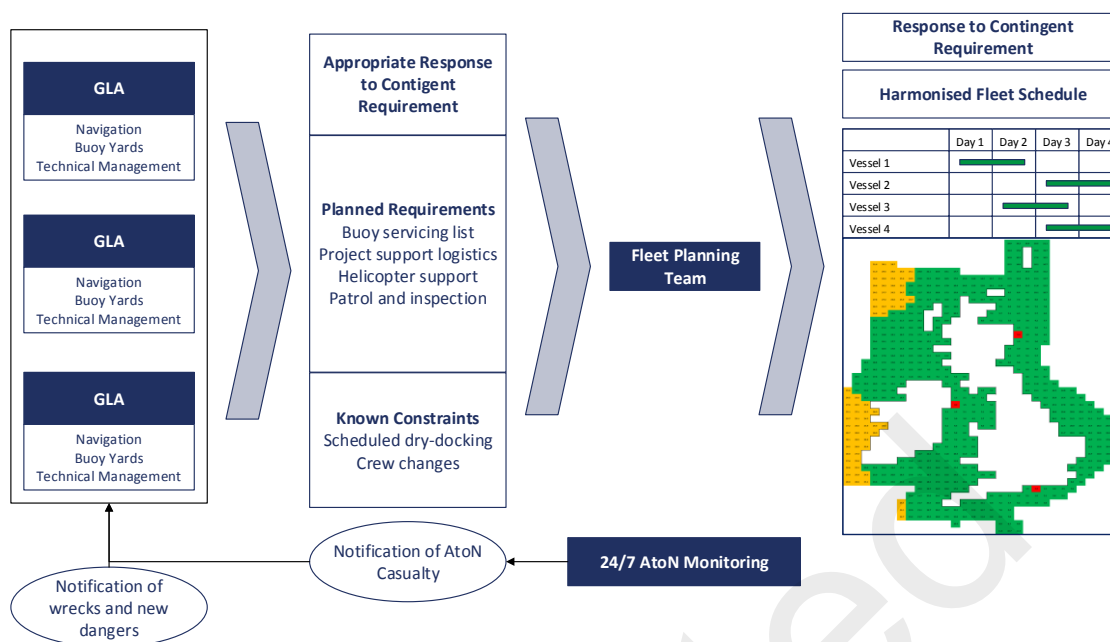 GLA
Navigation
Buoy Yards
Technical Management
GLA
Navigation
Buoy Yards
Technical Management
GLA
Navigation
Buoy Yards
Technical Management
Appropriate Response
to Contigent
Requirement
Planned Requirements
Buoy servicing list
Project support logistics
Helicopter support
Patrol and inspection
Known Constraints
Scheduled dry-docking
Crew changes
Fleet Planning
Team
Response to Contingent
Requirement
Harmonised Fleet Schedule
Day 1 Day 2 Day 3 Day 4
Vessel 1
Vessel 2
Vessel 3
Vessel 4
Notification of AtoN
Casualty
24/7 AtoN Monitoring
Notification of
wrecks and new
dangers